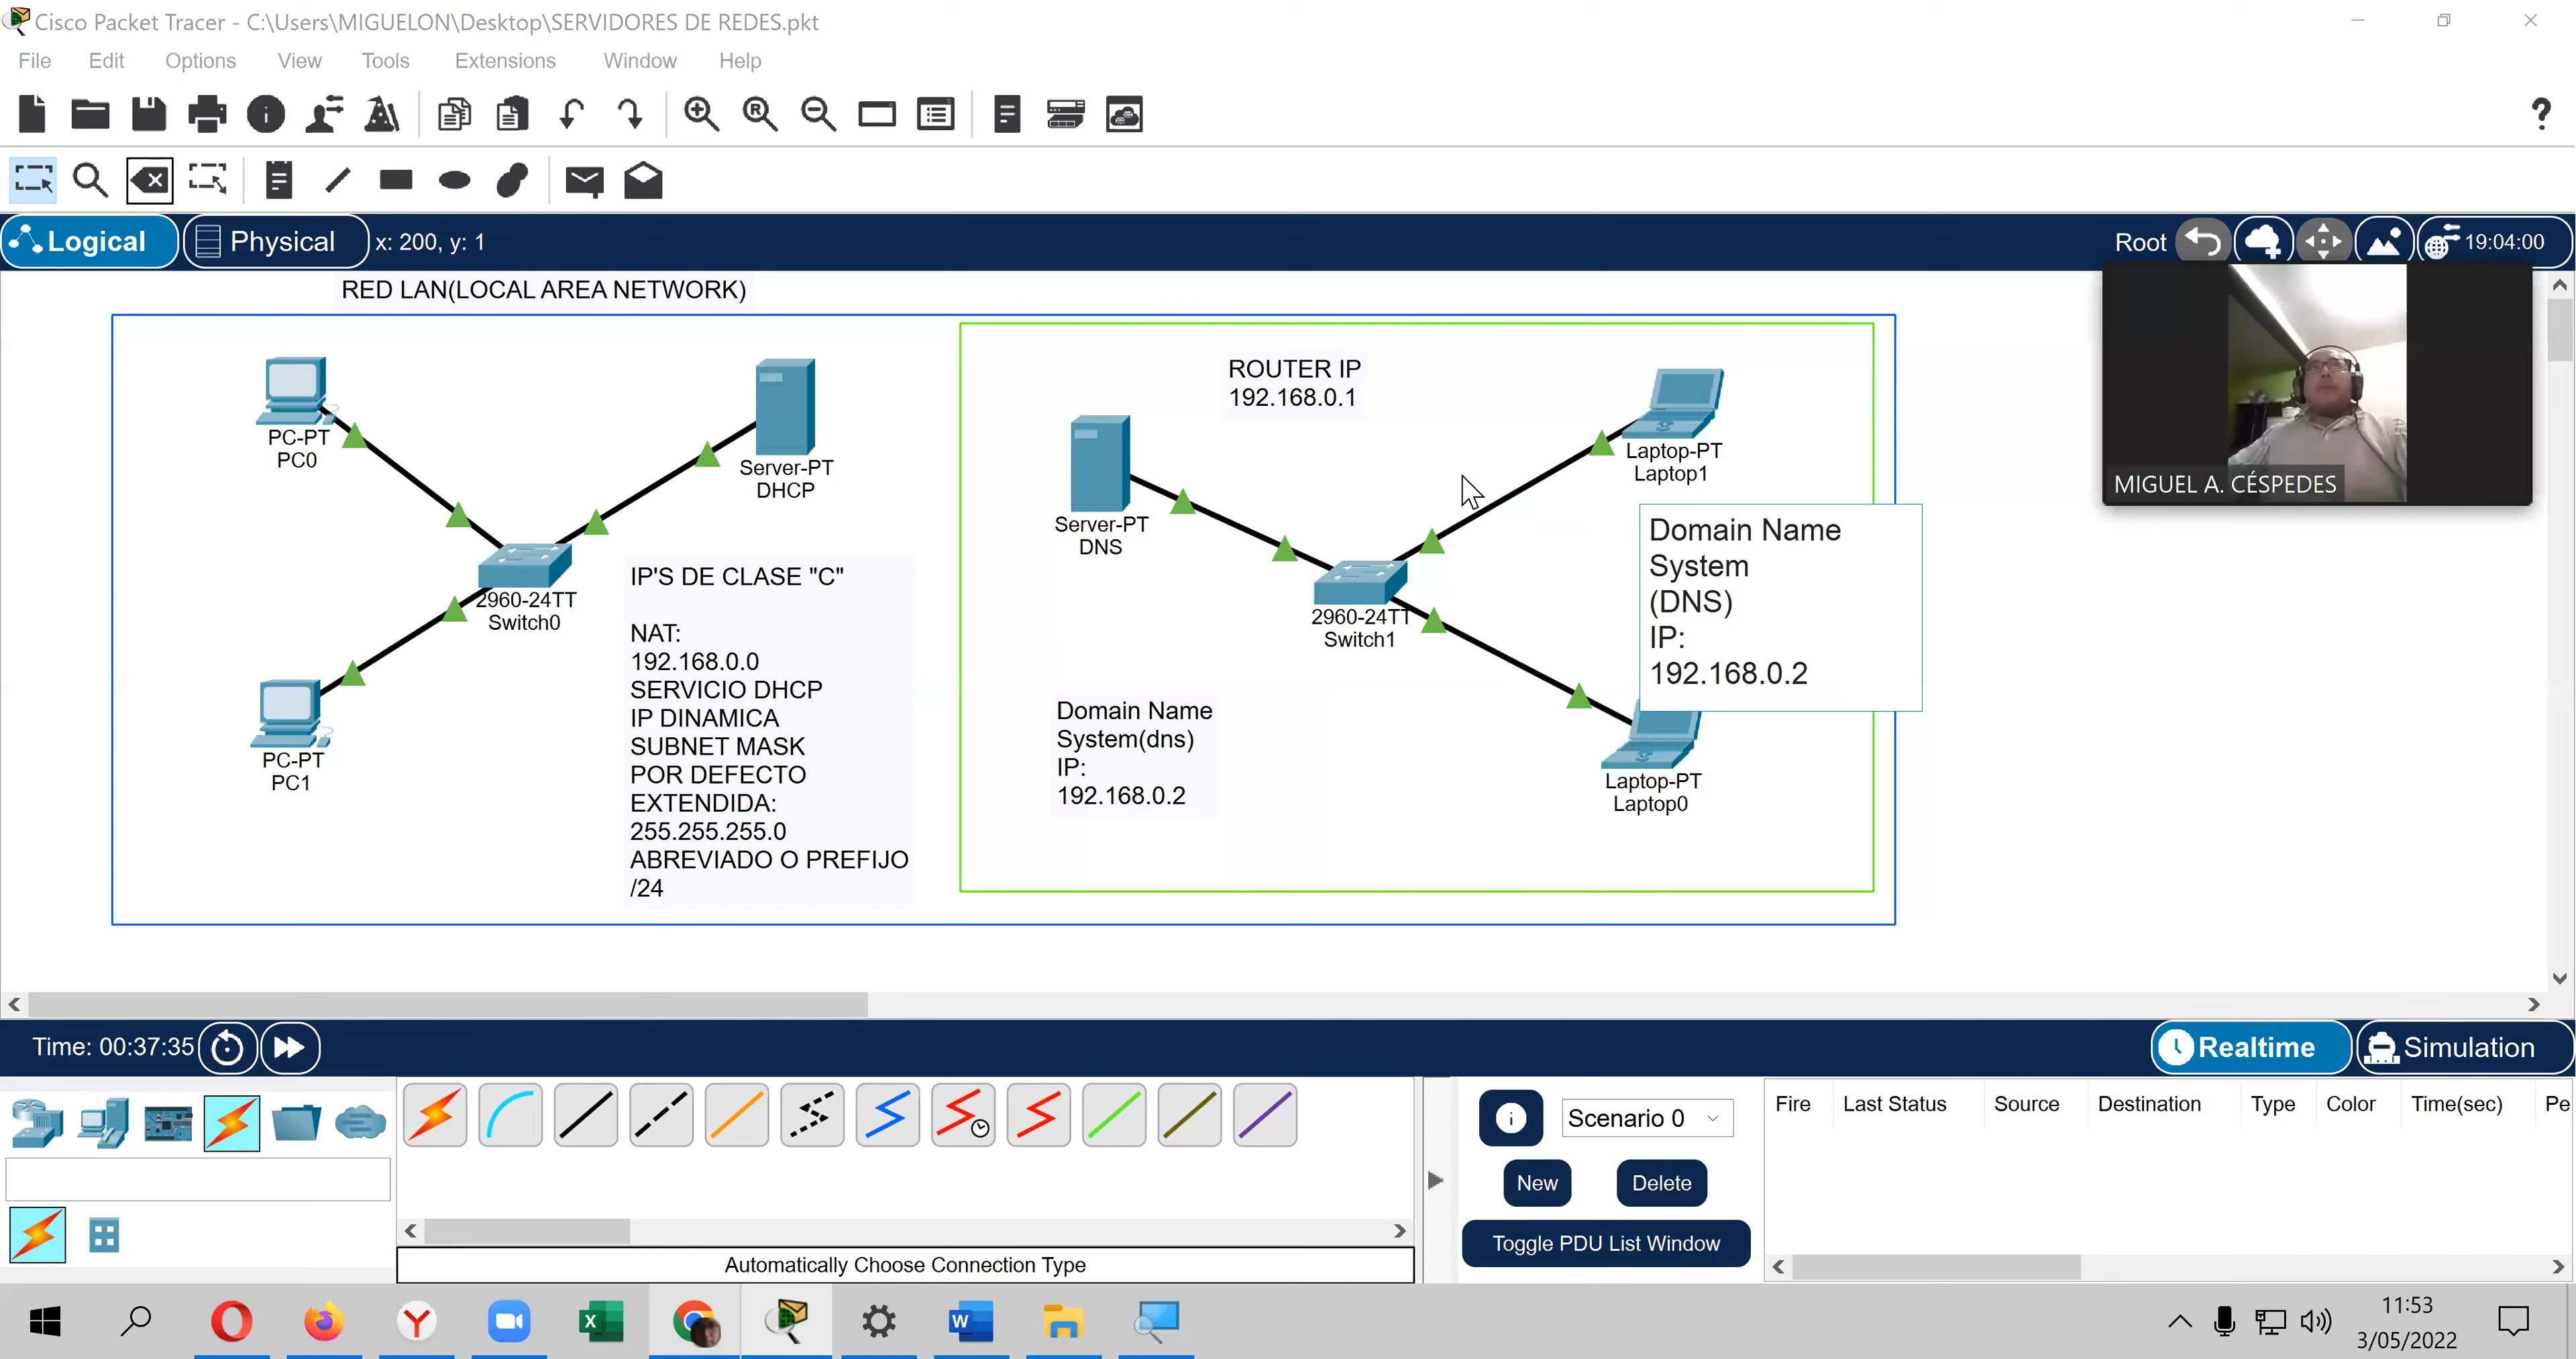 Cisco Packet Tracer - C:\Users\MIGUELON\Desktop\SERVIDORES DE REDES.pkt
File Edit Options View Tools Extensions Window Help
Logical Physical x: 200, y: 1 Root 19:04:00
RED LAN(LOCAL AREA NETWORK)
PC-PT
PC0
Server-PT
DHCP
2960-24TT
Switch0
PC-PT
PC1
IP'S DE CLASE "C"
NAT:
192.168.0.0
SERVICIO DHCP
IP DINAMICA
SUBNET MASK
POR DEFECTO
EXTENDIDA:
255.255.255.0
ABREVIADO O PREFIJO
/24
ROUTER IP
192.168.0.1
Server-PT
DNS
Laptop-PT
Laptop1
2960-24TT
Switch1
Domain Name
System
(DNS)
IP:
192.168.0.2
Domain Name
System(dns)
IP:
192.168.0.2
Laptop-PT
Laptop0
MIGUEL A. CÉSPEDES
Time: 00:37:35 Realtime Simulation
Scenario 0
New Delete
Toggle PDU List Window
Fire Last Status Source Destination Type Color Time(sec) Pe
Automatically Choose Connection Type
11:53
3/05/2022